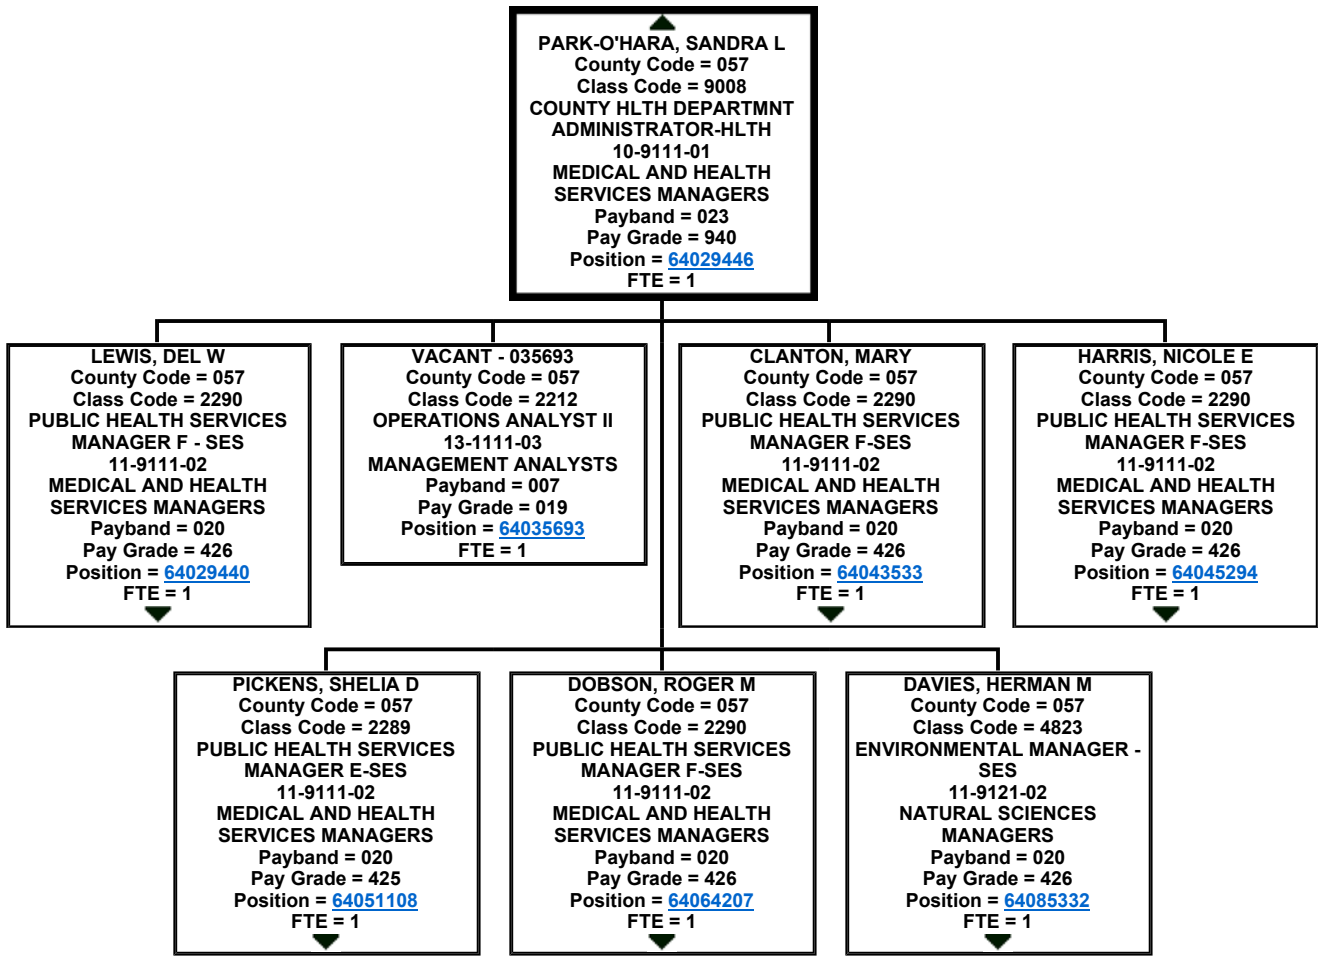 PARK-O'HARA, SANDRA L
County Code = 057
Class Code = 9008
COUNTY HLTH DEPARTMNT
ADMINISTRATOR-HLTH
10-9111-01
MEDICAL AND HEALTH
SERVICES MANAGERS
Payband = 023
Pay Grade = 940
Position = 64029446
FTE = 1
LEWIS, DEL W
County Code = 057
Class Code = 2290
PUBLIC HEALTH SERVICES
MANAGER F - SES
11-9111-02
MEDICAL AND HEALTH
SERVICES MANAGERS
Payband = 020
Pay Grade = 426
Position = 64029440
FTE = 1
VACANT - 035693
County Code = 057
Class Code = 2212
OPERATIONS ANALYST II
13-1111-03
MANAGEMENT ANALYSTS
Payband = 007
Pay Grade = 019
Position = 64035693
FTE = 1
CLANTON, MARY
County Code = 057
Class Code = 2290
PUBLIC HEALTH SERVICES
MANAGER F-SES
11-9111-02
MEDICAL AND HEALTH
SERVICES MANAGERS
Payband = 020
Pay Grade = 426
Position = 64043533
FTE = 1
HARRIS, NICOLE E
County Code = 057
Class Code = 2290
PUBLIC HEALTH SERVICES
MANAGER F-SES
11-9111-02
MEDICAL AND HEALTH
SERVICES MANAGERS
Payband = 020
Pay Grade = 426
Position = 64045294
FTE = 1
PICKENS, SHELIA D
County Code = 057
Class Code = 2289
PUBLIC HEALTH SERVICES
MANAGER E-SES
11-9111-02
MEDICAL AND HEALTH
SERVICES MANAGERS
Payband = 020
Pay Grade = 425
Position = 64051108
FTE = 1
DOBSON, ROGER M
County Code = 057
Class Code = 2290
PUBLIC HEALTH SERVICES
MANAGER F-SES
11-9111-02
MEDICAL AND HEALTH
SERVICES MANAGERS
Payband = 020
Pay Grade = 426
Position = 64064207
FTE = 1
DAVIES, HERMAN M
County Code = 057
Class Code = 4823
ENVIRONMENTAL MANAGER -
SES
11-9121-02
NATURAL SCIENCES
MANAGERS
Payband = 020
Pay Grade = 426
Position = 64085332
FTE = 1